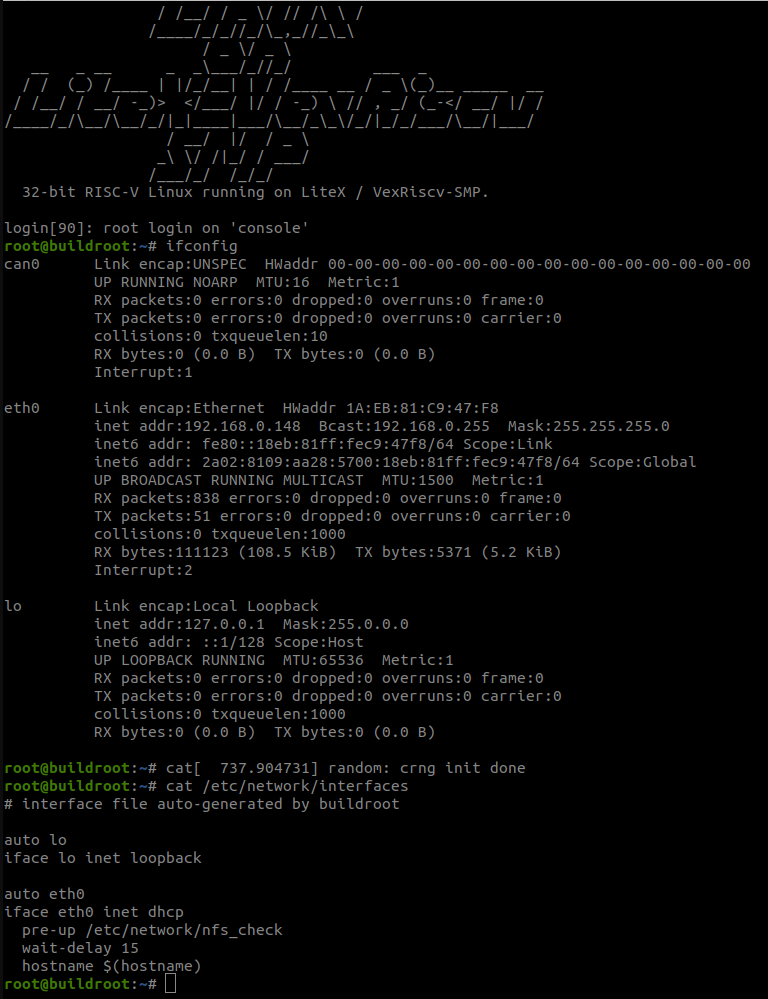 32-bit RISC-V Linux running on LiteX / VexRiscv-SMP.
login[90]: root login on 'console'
root@buildroot:~# ifconfig
can0      Link encap:UNSPEC  HWaddr 00-00-00-00-00-00-00-00-00-00-00-00-00-00-00-00
          UP RUNNING NOARP  MTU:16  Metric:1
          RX packets:0 errors:0 dropped:0 overruns:0 frame:0
          TX packets:0 errors:0 dropped:0 overruns:0 carrier:0
          collisions:0 txqueuelen:10
          RX bytes:0 (0.0 B)  TX bytes:0 (0.0 B)
          Interrupt:1
eth0      Link encap:Ethernet  HWaddr 1A:EB:81:C9:47:F8
          inet addr:192.168.0.148  Bcast:192.168.0.255  Mask:255.255.255.0
          inet6 addr: fe80::18eb:81ff:fec9:47f8/64 Scope:Link
          inet6 addr: 2a02:8109:aa28:5700:18eb:81ff:fec9:47f8/64 Scope:Global
          UP BROADCAST RUNNING MULTICAST  MTU:1500  Metric:1
          RX packets:838 errors:0 dropped:0 overruns:0 frame:0
          TX packets:51 errors:0 dropped:0 overruns:0 carrier:0
          collisions:0 txqueuelen:1000
          RX bytes:111123 (108.5 KiB)  TX bytes:5371 (5.2 KiB)
          Interrupt:2
lo        Link encap:Local Loopback
          inet addr:127.0.0.1  Mask:255.0.0.0
          inet6 addr: ::1/128 Scope:Host
          UP LOOPBACK RUNNING  MTU:65536  Metric:1
          RX packets:0 errors:0 dropped:0 overruns:0 frame:0
          TX packets:0 errors:0 dropped:0 overruns:0 carrier:0
          collisions:0 txqueuelen:1000
          RX bytes:0 (0.0 B)  TX bytes:0 (0.0 B)
root@buildroot:~# cat[  737.904731] random: crng init done
root@buildroot:~# cat /etc/network/interfaces
# interface file auto-generated by buildroot
auto lo
iface lo inet loopback
auto eth0
iface eth0 inet dhcp
  pre-up /etc/network/nfs_check
  wait-delay 15
  hostname $(hostname)
root@buildroot:~#